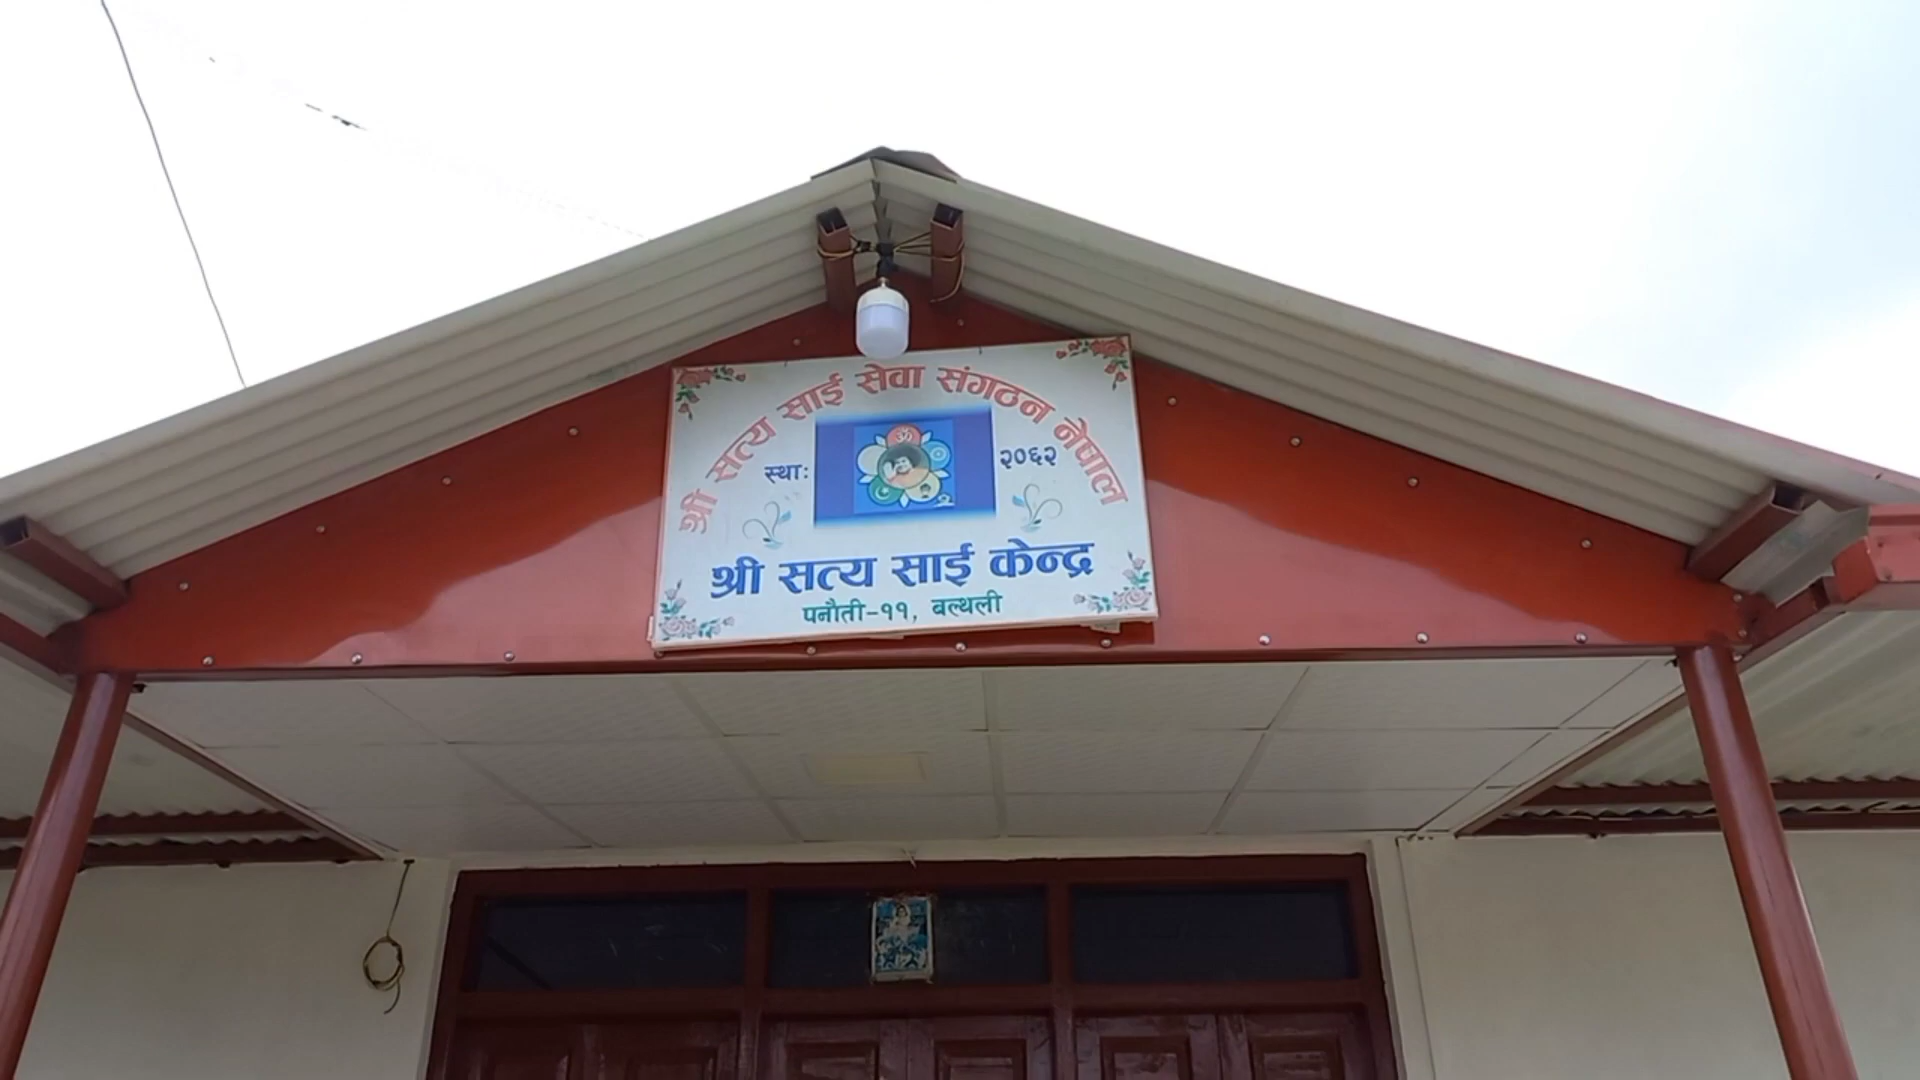 श्री सत्य साई सेवा संगठन नेपाल
स्था: २०६२
ॐ
श्री सत्य साई केन्द्र
पनौती-११, बल्थली